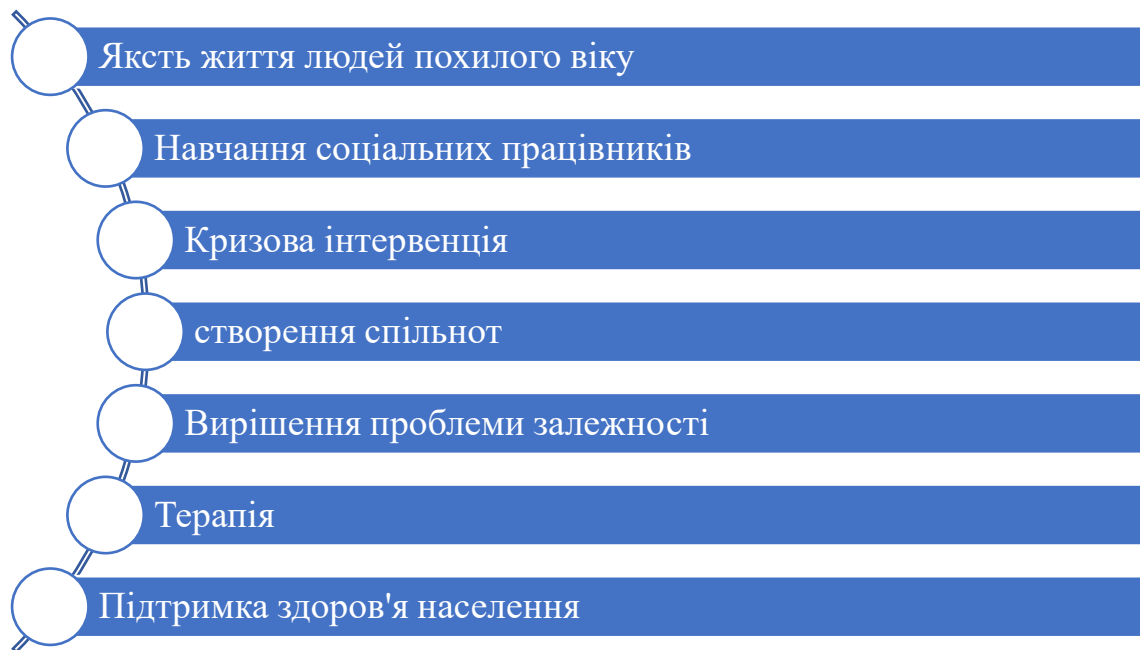 Яксть життя людей похилого віку
Навчання соціальних працівників
Кризова інтервенція
створення спільнот
Вирішення проблеми залежності
Терапія
Підтримка здоров'я населення